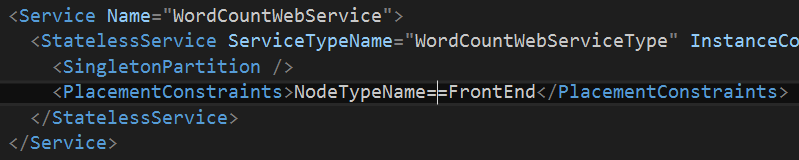 <Service Name="WordCountWebService">
<StatelessService ServiceTypeName="WordCountWebServiceType" InstanceCo
<SingletonPartition />
<PlacementConstraints>NodeTypeName==FrontEnd</PlacementConstraints>
</StatelessService>
</Service>